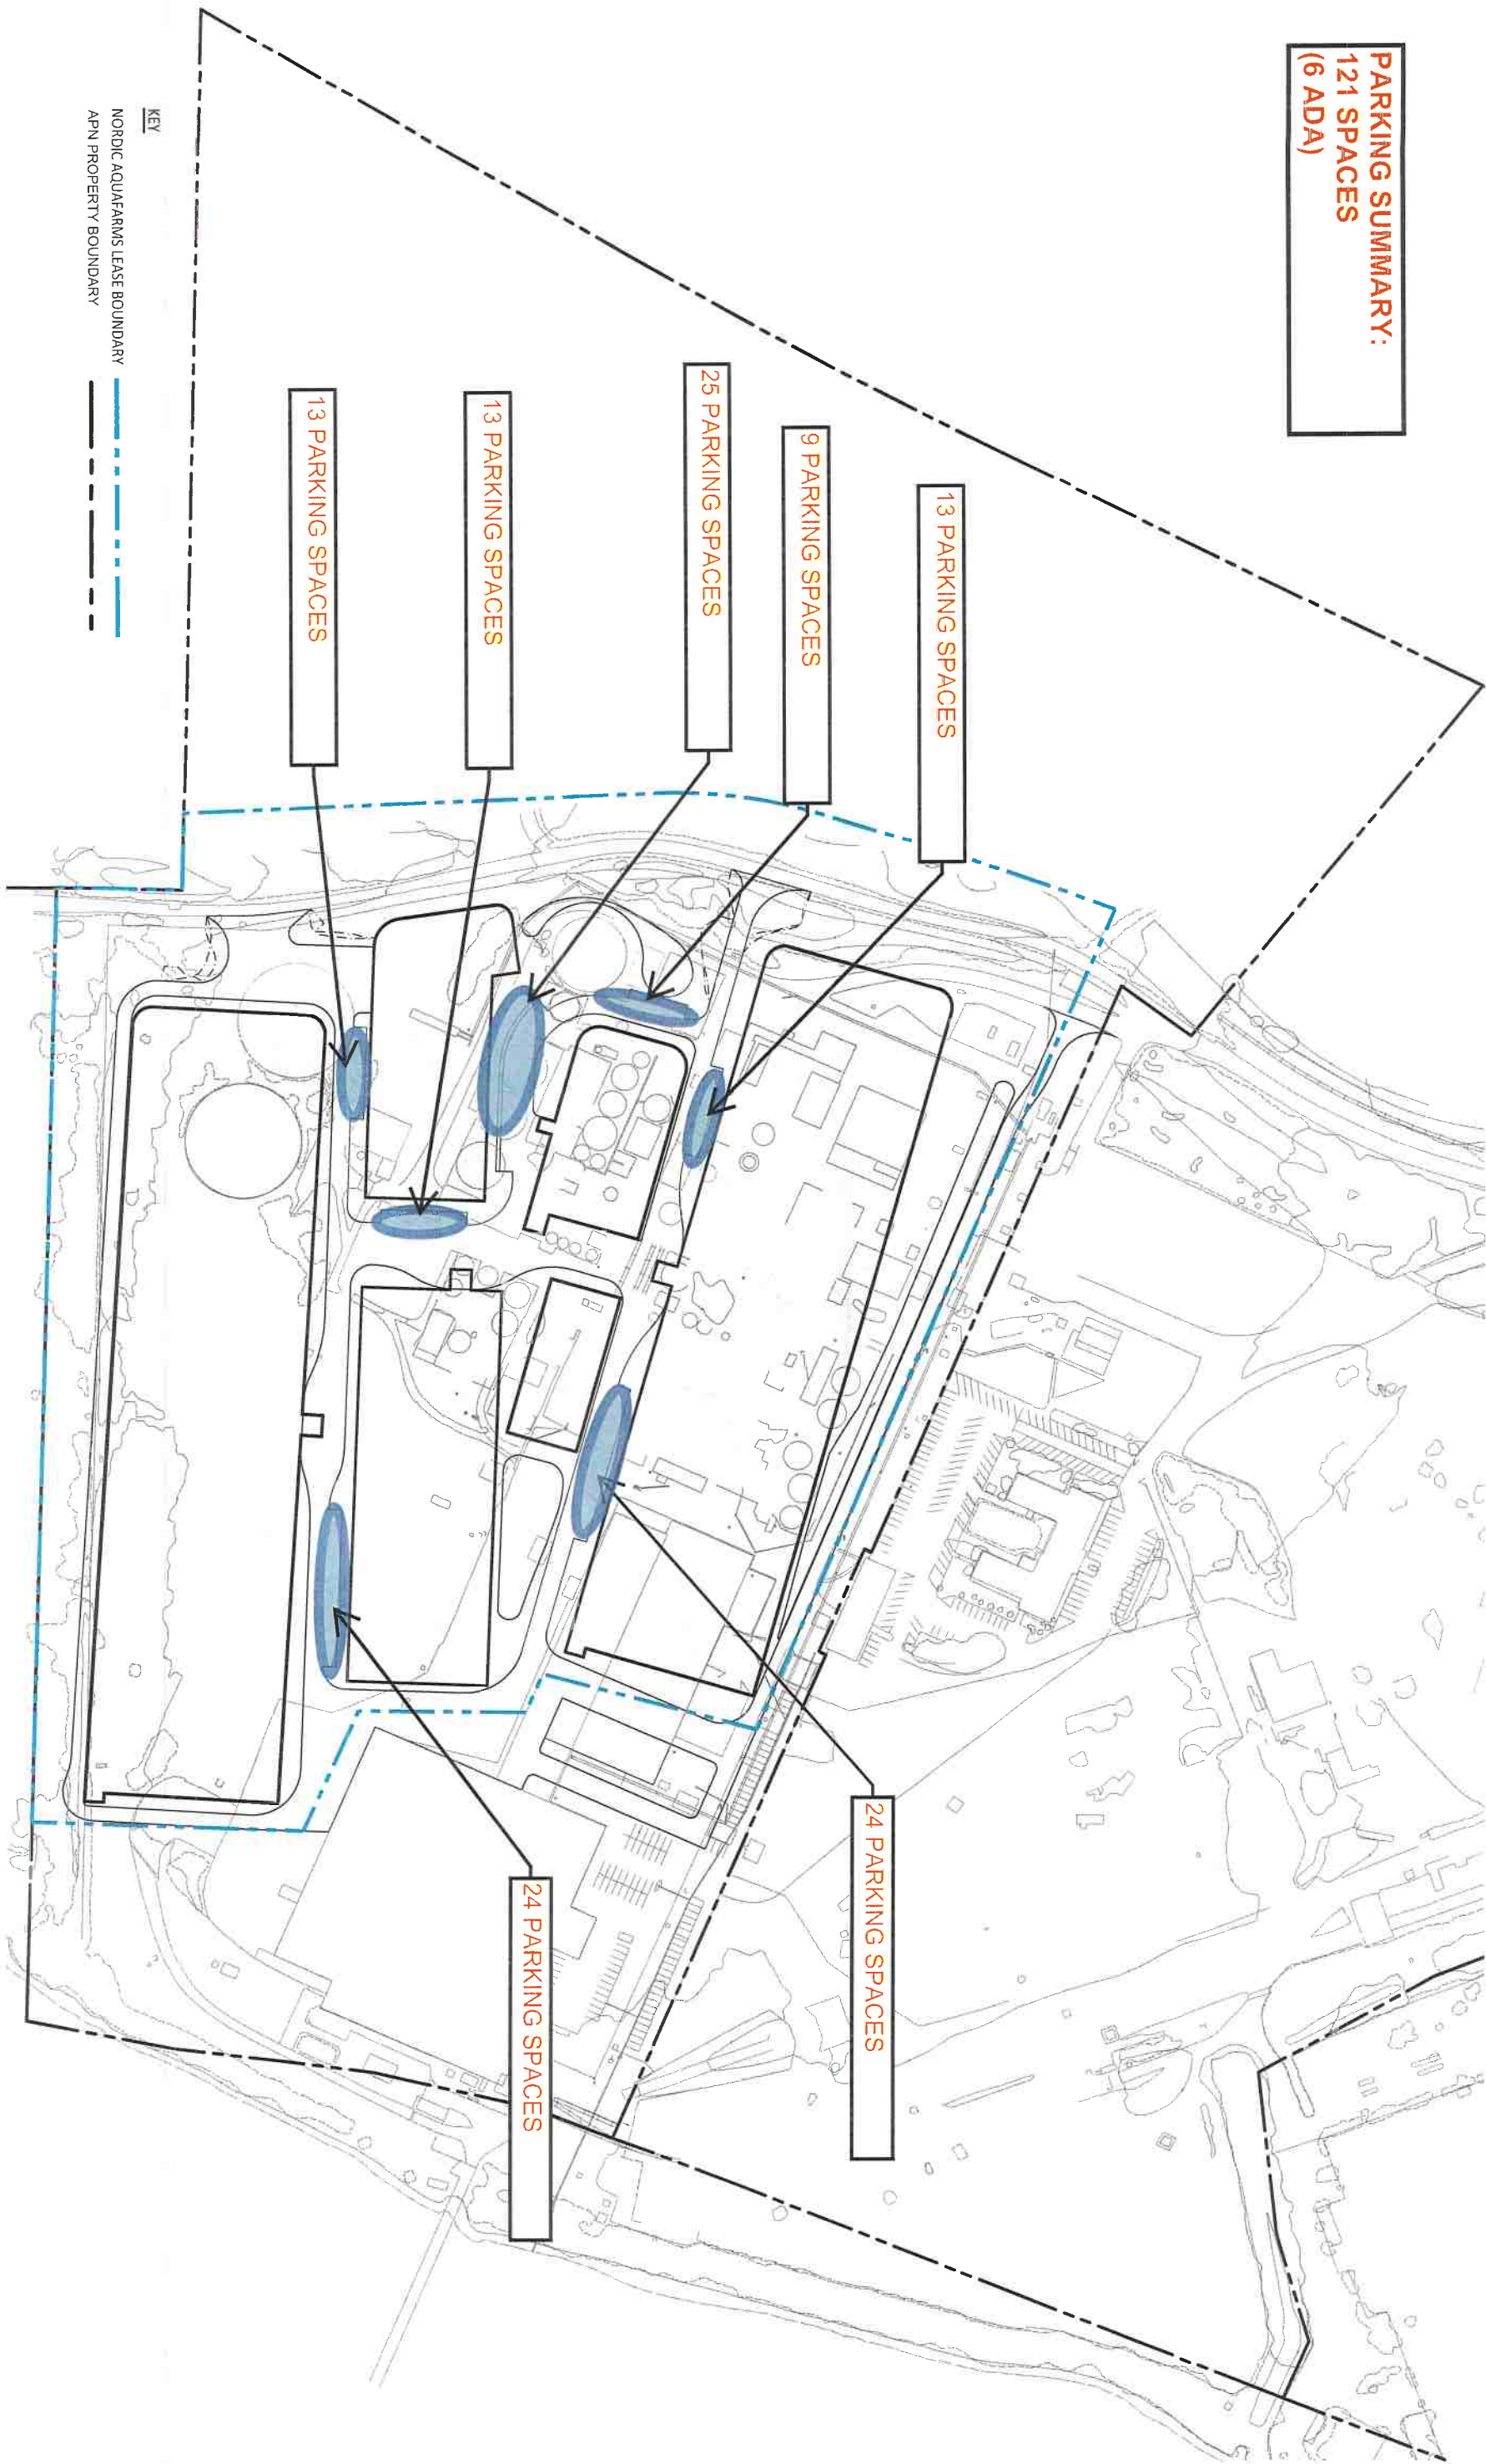 PARKING SUMMARY:
121 SPACES
(6 ADA)
13 PARKING SPACES
9 PARKING SPACES
25 PARKING SPACES
13 PARKING SPACES
13 PARKING SPACES
24 PARKING SPACES
24 PARKING SPACES
KEY
NORDIC AQUAFARMS LEASE BOUNDARY
APN PROPERTY BOUNDARY